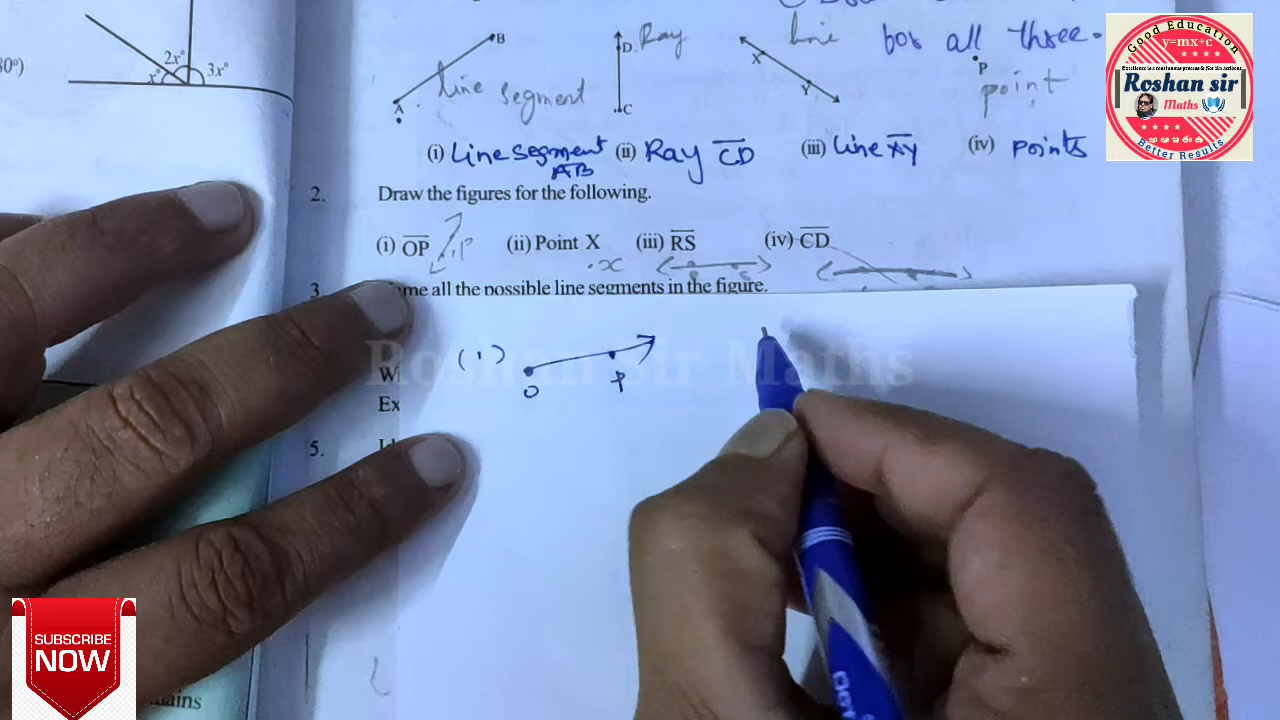 80°)
2x°
x°
3x°
B
line segment
A
D
Ray
C
line
X
Y
for all three.
P
point
(i) Line segment AB (ii) Ray CD (iii) line XY (iv) points
2. Draw the figures for the following.
(i) OP (ii) Point X (iii) RS (iv) CD
P
.x
3. me all the possible line segments in the figure.
(i)
O
P
W
Ex
5.
Roshan Sir Maths
Good Education
y=mx+c
Roshan sir
Maths
Better Results
SUBSCRIBE
NOW